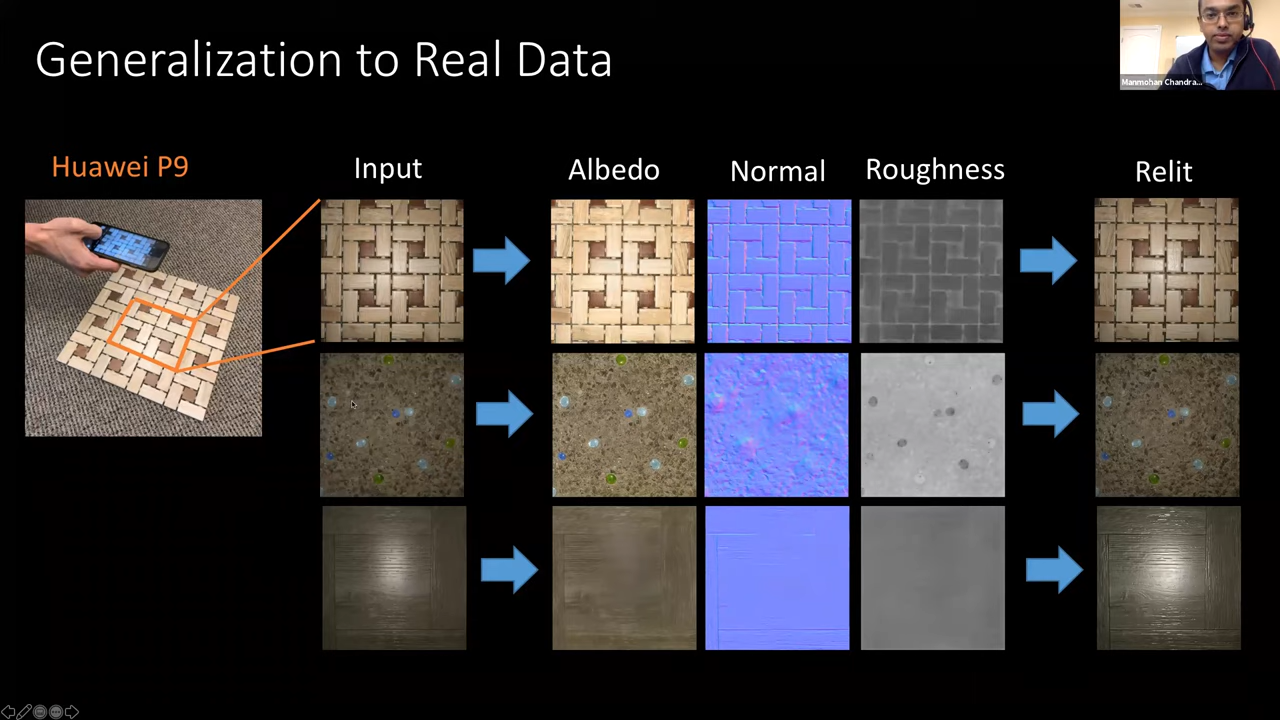 Generalization to Real Data
Manmohan Chandra...
Huawei P9
Input
Albedo
Normal
Roughness
Relit